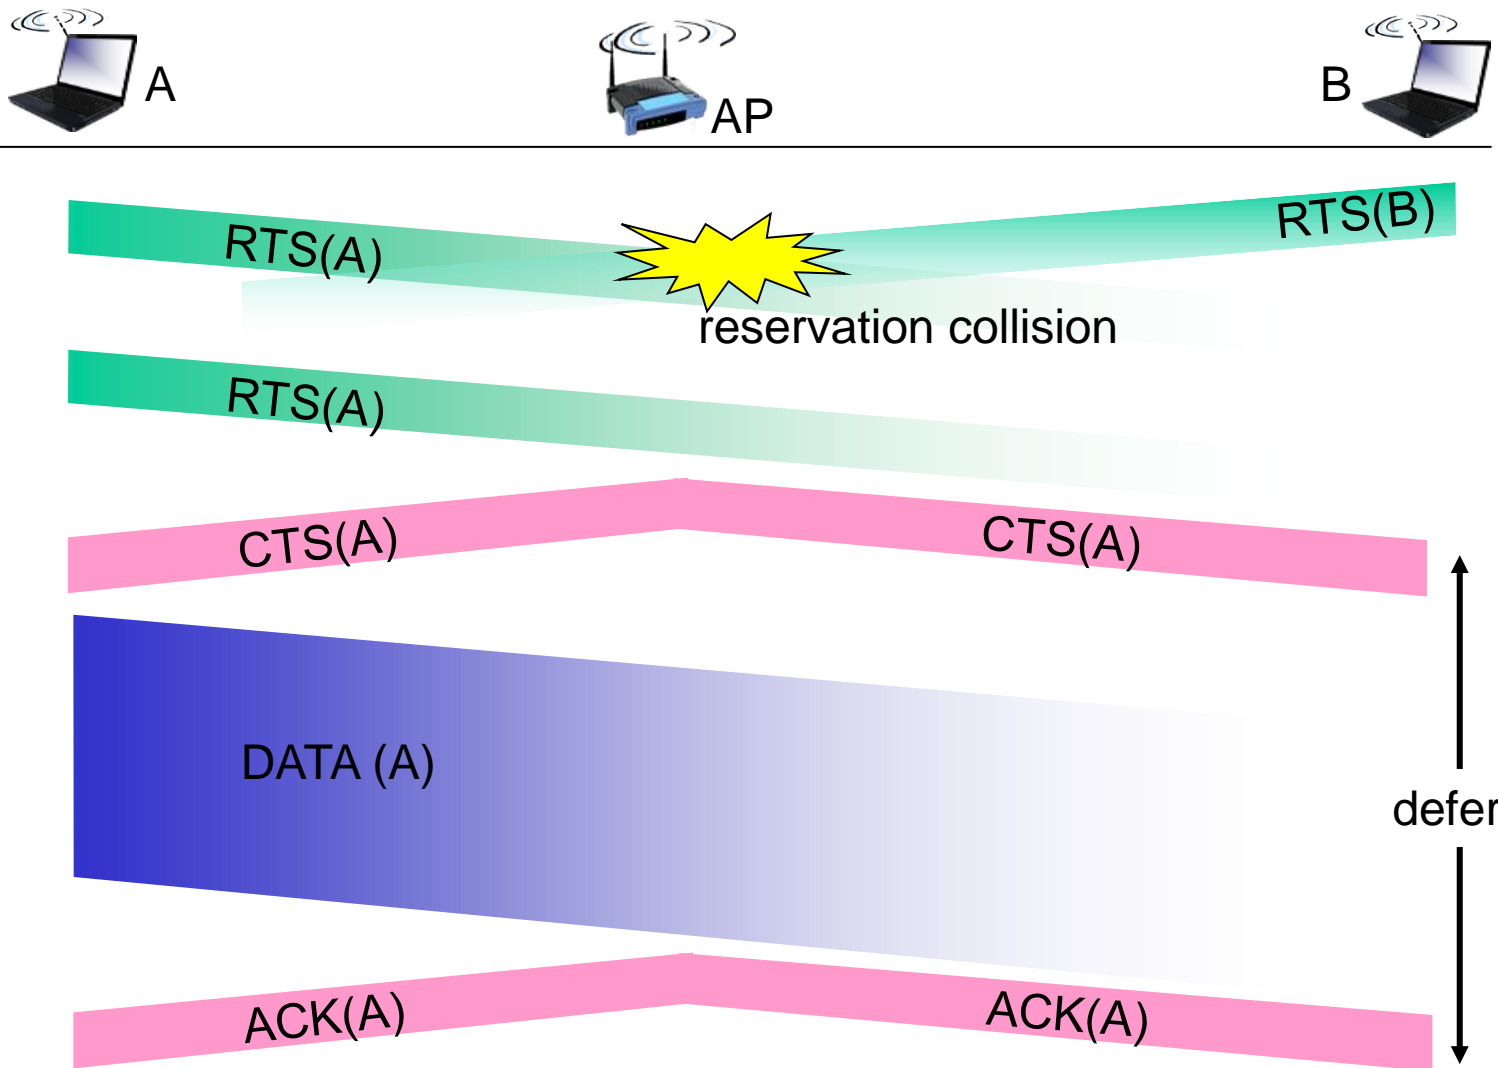 A
AP
B
RTS(A)
RTS(B)
reservation collision
RTS(A)
CTS(A)
CTS(A)
DATA (A)
defer
ACK(A)
ACK(A)